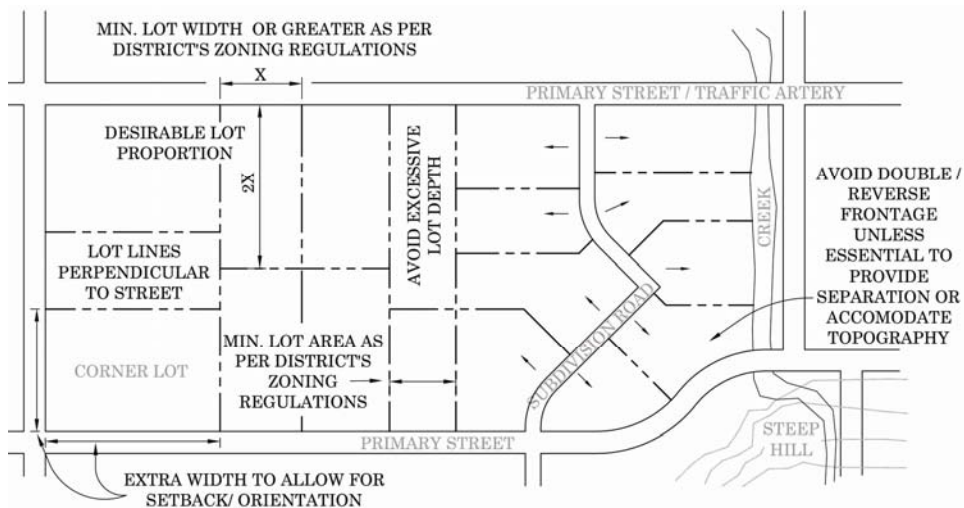 MIN. LOT WIDTH OR GREATER AS PER
DISTRICT'S ZONING REGULATIONS
X
PRIMARY STREET / TRAFFIC ARTERY
DESIRABLE LOT
PROPORTION
2X
AVOID EXCESSIVE
LOT DEPTH
LOT LINES
PERPENDICULAR
TO STREET
CREEK
AVOID DOUBLE /
REVERSE
FRONTAGE
UNLESS
ESSENTIAL TO
PROVIDE
SEPARATION OR
ACCOMODATE
TOPOGRAPHY
SUBDIVISION ROAD
MIN. LOT AREA AS
PER DISTRICT'S
ZONING
REGULATIONS
CORNER LOT
PRIMARY STREET
STEEP
HILL
EXTRA WIDTH TO ALLOW FOR
SETBACK/ ORIENTATION